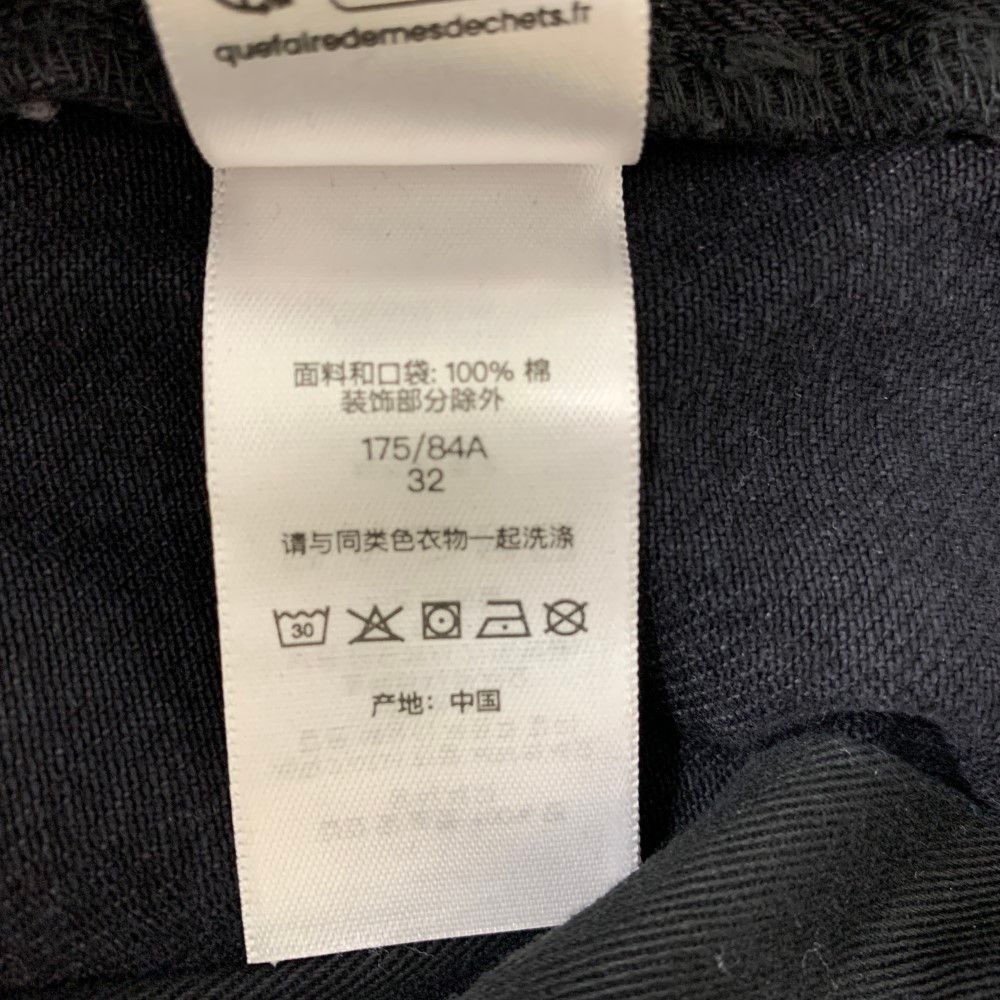 quefairedemesdechets.fr
面料和口袋: 100% 棉
装饰部分除外
175/84A
32
请与同类色衣物一起洗涤
30
产地：中国